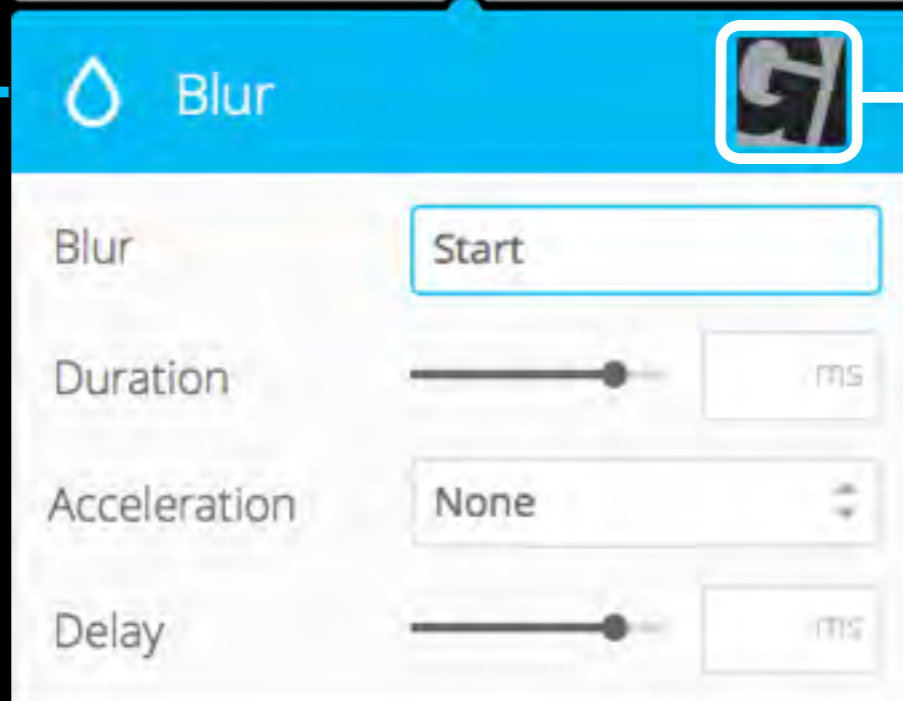 Blur
Blur Start
Duration ms
Acceleration None
Delay ms